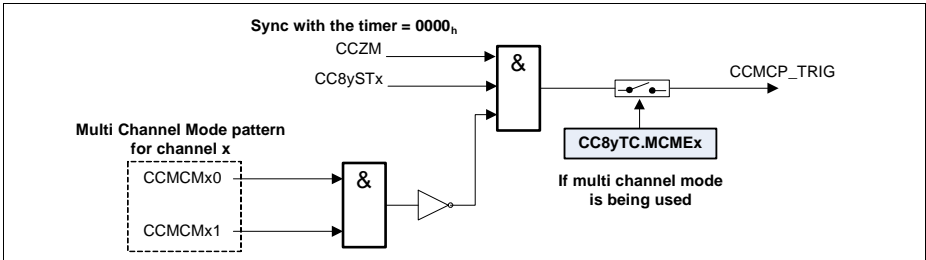 Sync with the timer = 0000h
CCZM
CC8ySTx
&
CCMCP_TRIG
CC8yTC.MCMEx
If multi channel mode
is being used
Multi Channel Mode pattern
for channel x
CCMCMx0
CCMCMx1
&